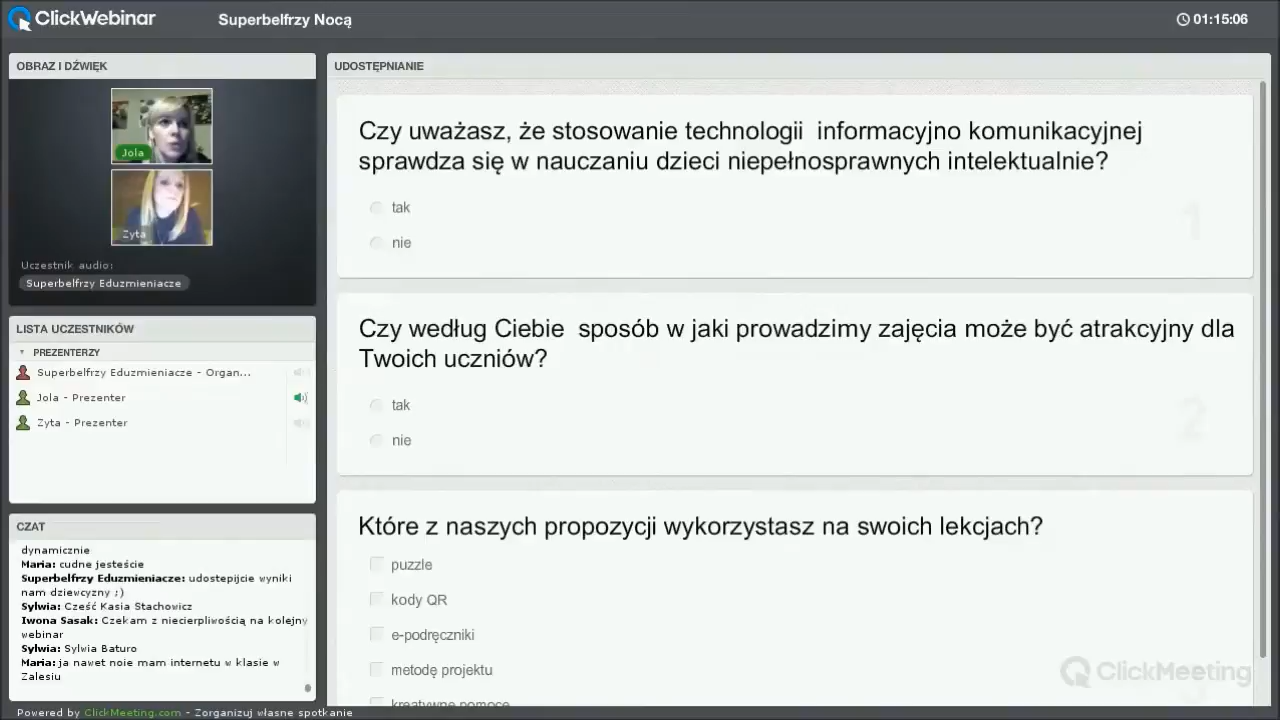 ClickWebinar
Superbelfrzy Nocą
01:15:06
OBRAZ I DŹWIĘK
Jola
Zyta
Uczestnik audio:
Superbelfrzy Eduzmieniacze
LISTA UCZESTNIKÓW
PREZENTERZY
Superbelfrzy Eduzmieniacze - Organ...
Jola - Prezenter
Zyta - Prezenter
CZAT
dynamicznie
Maria: cudne jesteście
Superbelfrzy Eduzmieniacze: udostepijcie wyniki
nam dziewczyny ;)
Sylwia: Cześć Kasia Stachowicz
Iwona Sasak: Czekam z niecierpliwością na kolejny
webinar
Sylwia: Sylwia Baturo
Maria: ja nawet noie mam internetu w klasie w
Zalesiu
Powered by ClickMeeting.com - Zorganizuj własne spotkanie
UDOSTĘPNIANIE
Czy uważasz, że stosowanie technologii informacyjno komunikacyjnej
sprawdza się w nauczaniu dzieci niepełnosprawnych intelektualnie?
tak
nie
1
Czy według Ciebie sposób w jaki prowadzimy zajęcia może być atrakcyjny dla
Twoich uczniów?
tak
nie
2
Które z naszych propozycji wykorzystasz na swoich lekcjach?
puzzle
kody QR
e-podręczniki
metodę projektu
kreatywne pomoce
ClickMeeting